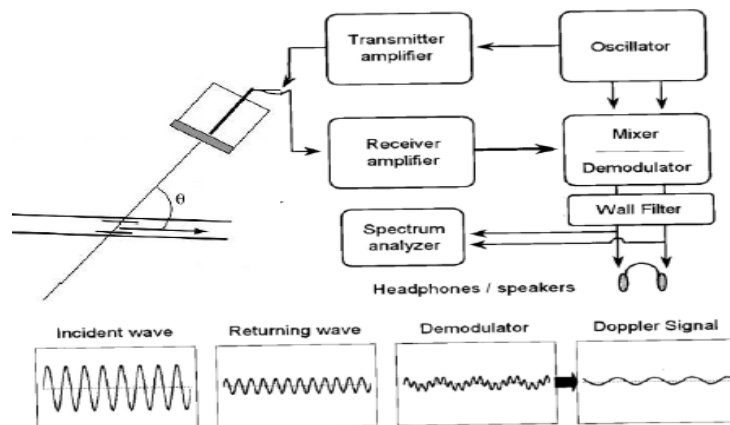 Transmitter
amplifier
Oscillator
Receiver
amplifier
Mixer
Demodulator
θ
Wall Filter
Spectrum
analyzer
Headphones / speakers
Incident wave
Returning wave
Demodulator
Doppler Signal